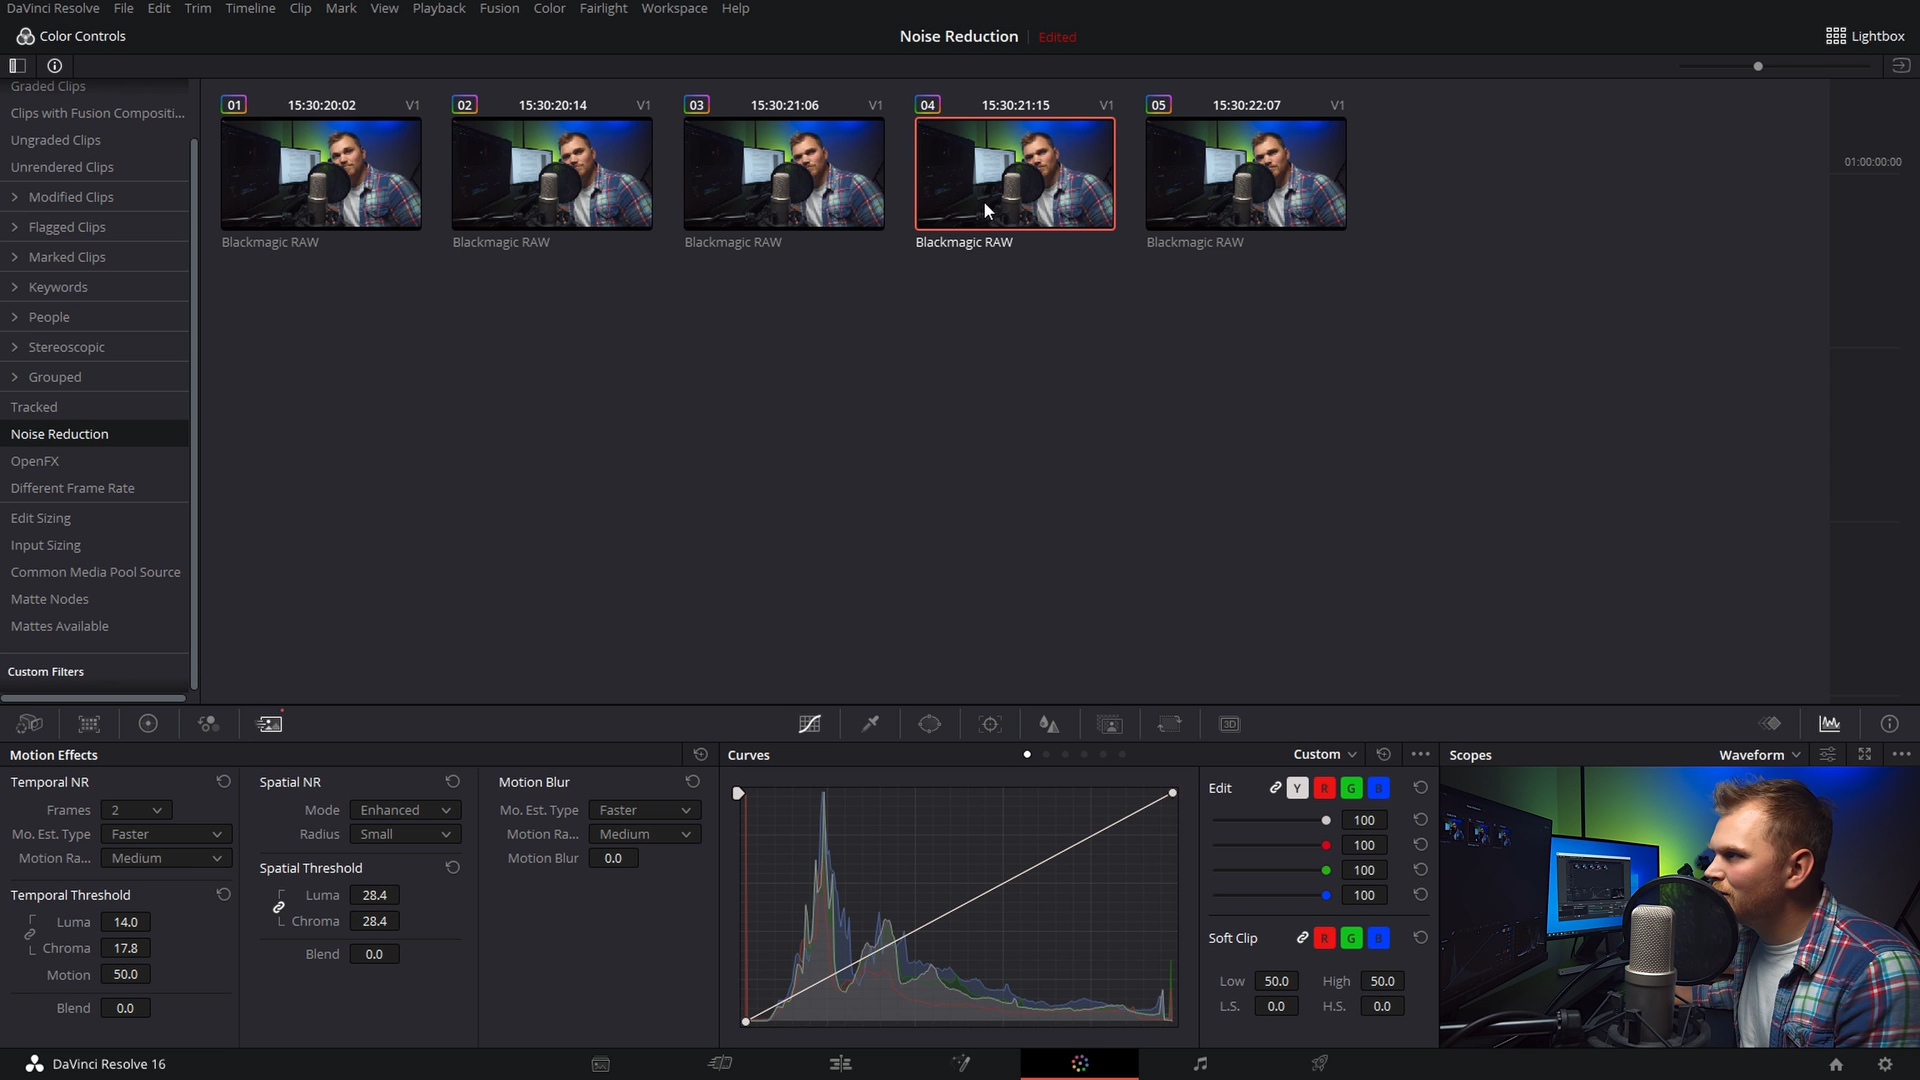 DaVinci Resolve File Edit Trim Timeline Clip Mark View Playback Fusion Color Fairlight Workspace Help
Color Controls
Noise Reduction Edited
Lightbox
Graded Clips
Clips with Fusion Compositi...
Ungraded Clips
Unrendered Clips
Modified Clips
Flagged Clips
Marked Clips
Keywords
People
Stereoscopic
Grouped
Tracked
Noise Reduction
OpenFX
Different Frame Rate
Edit Sizing
Input Sizing
Common Media Pool Source
Matte Nodes
Mattes Available
Custom Filters
01 15:30:20:02 V1
Blackmagic RAW
02 15:30:20:14 V1
Blackmagic RAW
03 15:30:21:06 V1
Blackmagic RAW
04 15:30:21:15 V1
Blackmagic RAW
05 15:30:22:07 V1
Blackmagic RAW
01:00:00:00
3D
Motion Effects
Temporal NR
Frames 2
Mo. Est. Type Faster
Motion Ra... Medium
Temporal Threshold
Luma 14.0
Chroma 17.8
Motion 50.0
Blend 0.0
Spatial NR
Mode Enhanced
Radius Small
Spatial Threshold
Luma 28.4
Chroma 28.4
Blend 0.0
Motion Blur
Mo. Est. Type Faster
Motion Ra... Medium
Motion Blur 0.0
Curves
Custom
Edit Y R G B
100
100
100
100
Soft Clip R G B
Low 50.0 High 50.0
L.S. 0.0 H.S. 0.0
Scopes
Waveform
DaVinci Resolve 16